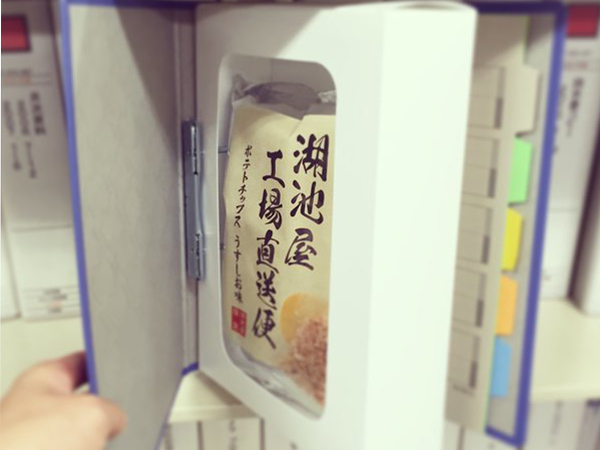 湖池屋
工場直送便
ポテトチップス うすしお味